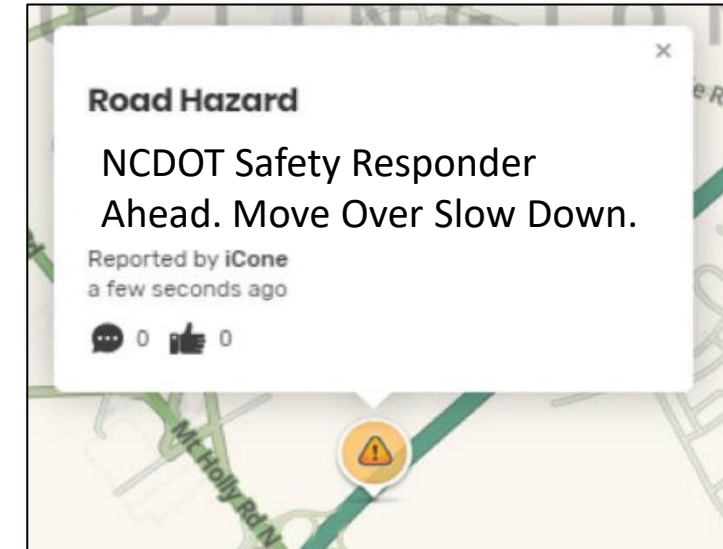 ×
Road Hazard
NCDOT Safety Responder
Ahead. Move Over Slow Down.
Reported by iCone
a few seconds ago
0 0
Mt Holly Rd N